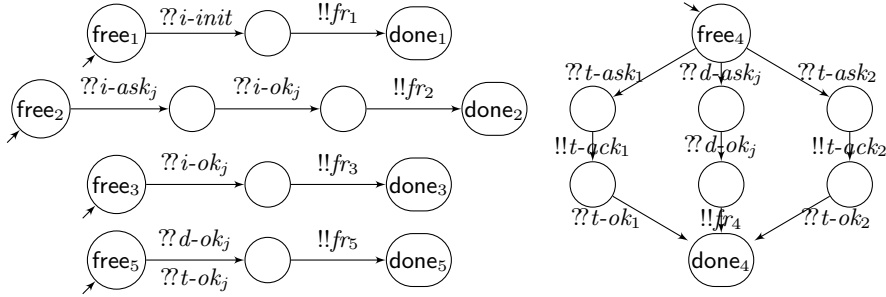 free₁ ??i-init !!fr₁ done₁
free₂ ??i-askⱼ ??i-okⱼ !!fr₂ done₂
free₃ ??i-okⱼ !!fr₃ done₃
free₅ ??d-okⱼ ??t-okⱼ !!fr₅ done₅
free₄
??t-ask₁ ??d-askⱼ ??t-ask₂
!!t-ack₁ ??d-okⱼ !!t-ack₂
??t-ok₁ !!fr₄ ??t-ok₂
done₄